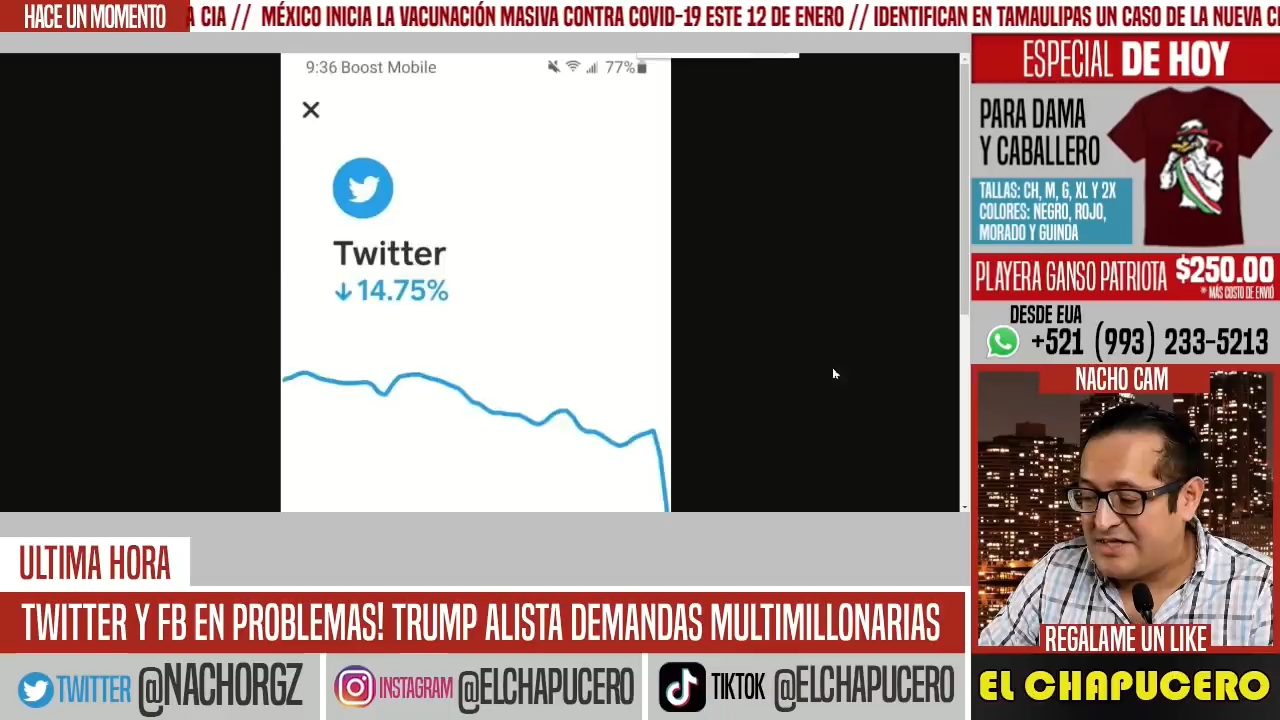 HACE UN MOMENTO
A CIA // MÉXICO INICIA LA VACUNACIÓN MASIVA CONTRA COVID-19 ESTE 12 DE ENERO // IDENTIFICAN EN TAMAULIPAS UN CASO DE LA NUEVA
9:36 Boost Mobile
77%
Twitter
14.75%
ESPECIAL DE HOY
PARA DAMA
Y CABALLERO
TALLAS: CH, M, G, XL Y 2X
COLORES: NEGRO, ROJO,
MORADO Y GUINDA
PLAYERA GANSO PATRIOTA $250.00
* MÁS COSTO DE ENVIÓ
DESDE EUA
+521 (993) 233-5213
NACHO CAM
REGALAME UN LIKE
ULTIMA HORA
TWITTER Y FB EN PROBLEMAS! TRUMP ALISTA DEMANDAS MULTIMILLONARIAS
TWITTER @NACHORGZ
INSTAGRAM @ELCHAPUCERO
TIKTOK @ELCHAPUCERO
EL CHAPUCERO